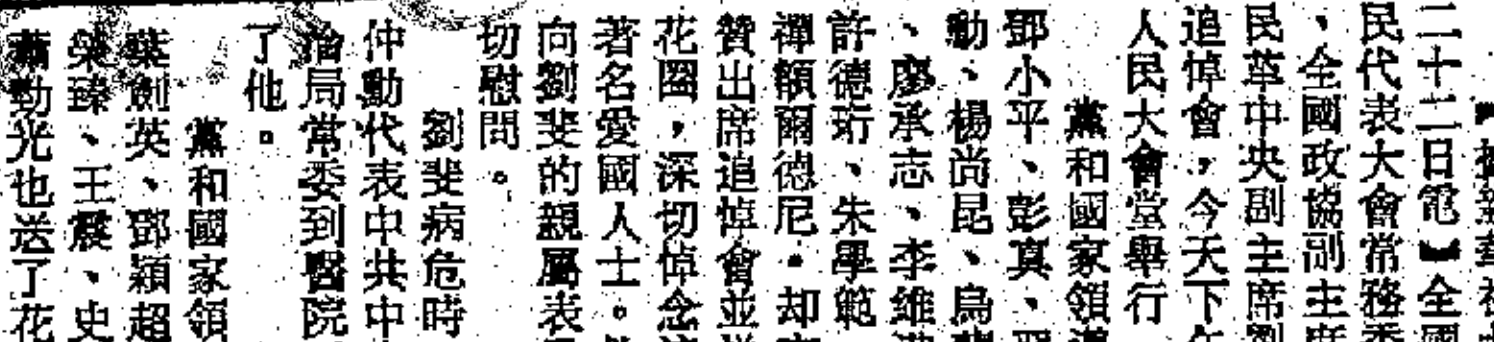 二十二日電】全國
民代表大會常務委
、全國政協副主席
民革中央副主席劉
追悼會，今天下午
人民大會堂舉行
黨和國家領導
鄧小平、彭真、
勳、楊尚昆、烏蘭
、廖承志、李維漢
許德珩、朱學範
禪額爾德尼·却吉
贊出席追悼會並送
花圈，深切悼念這
著名愛國人士。
向劉斐的親屬表
切慰問。
劉斐病危時
仲勳代表中共中
治局常委到醫院
了他。
黨和國家領
葉劍英、鄧穎超
榮臻、王震、史
蕭勁光也送了花